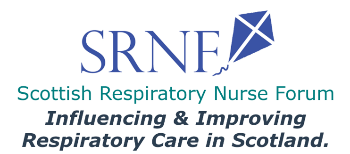 SRNF
Scottish Respiratory Nurse Forum
Influencing & Improving
Respiratory Care in Scotland.